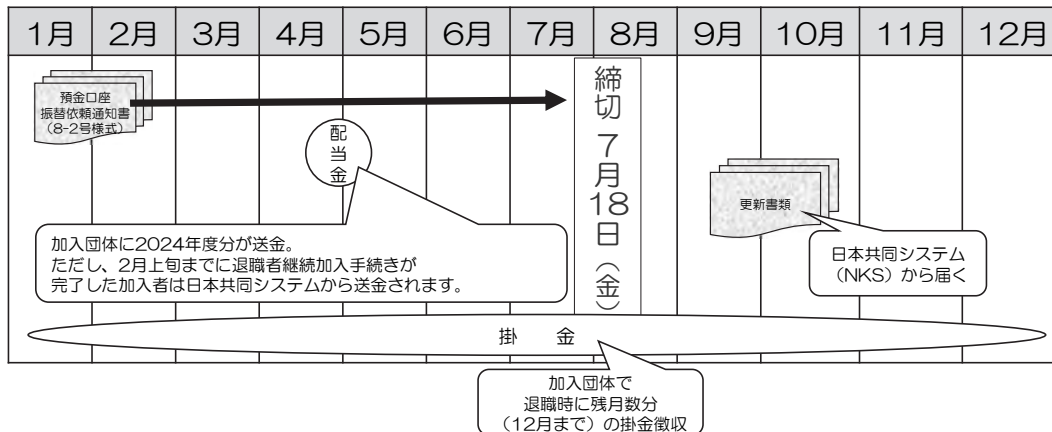 1月 2月 3月 4月 5月 6月 7月 8月 9月 10月 11月 12月
預金口座
振替依頼通知書
（8-2号様式）
配当金
締切 7月18日（金）
更新書類
加入団体に2024年度分が送金。
ただし、2月上旬までに退職者継続加入手続きが
完了した加入者は日本共同システムから送金されます。
日本共同システム
（NKS）から届く
掛 金
加入団体で
退職時に残月数分
（12月まで）の掛金徴収